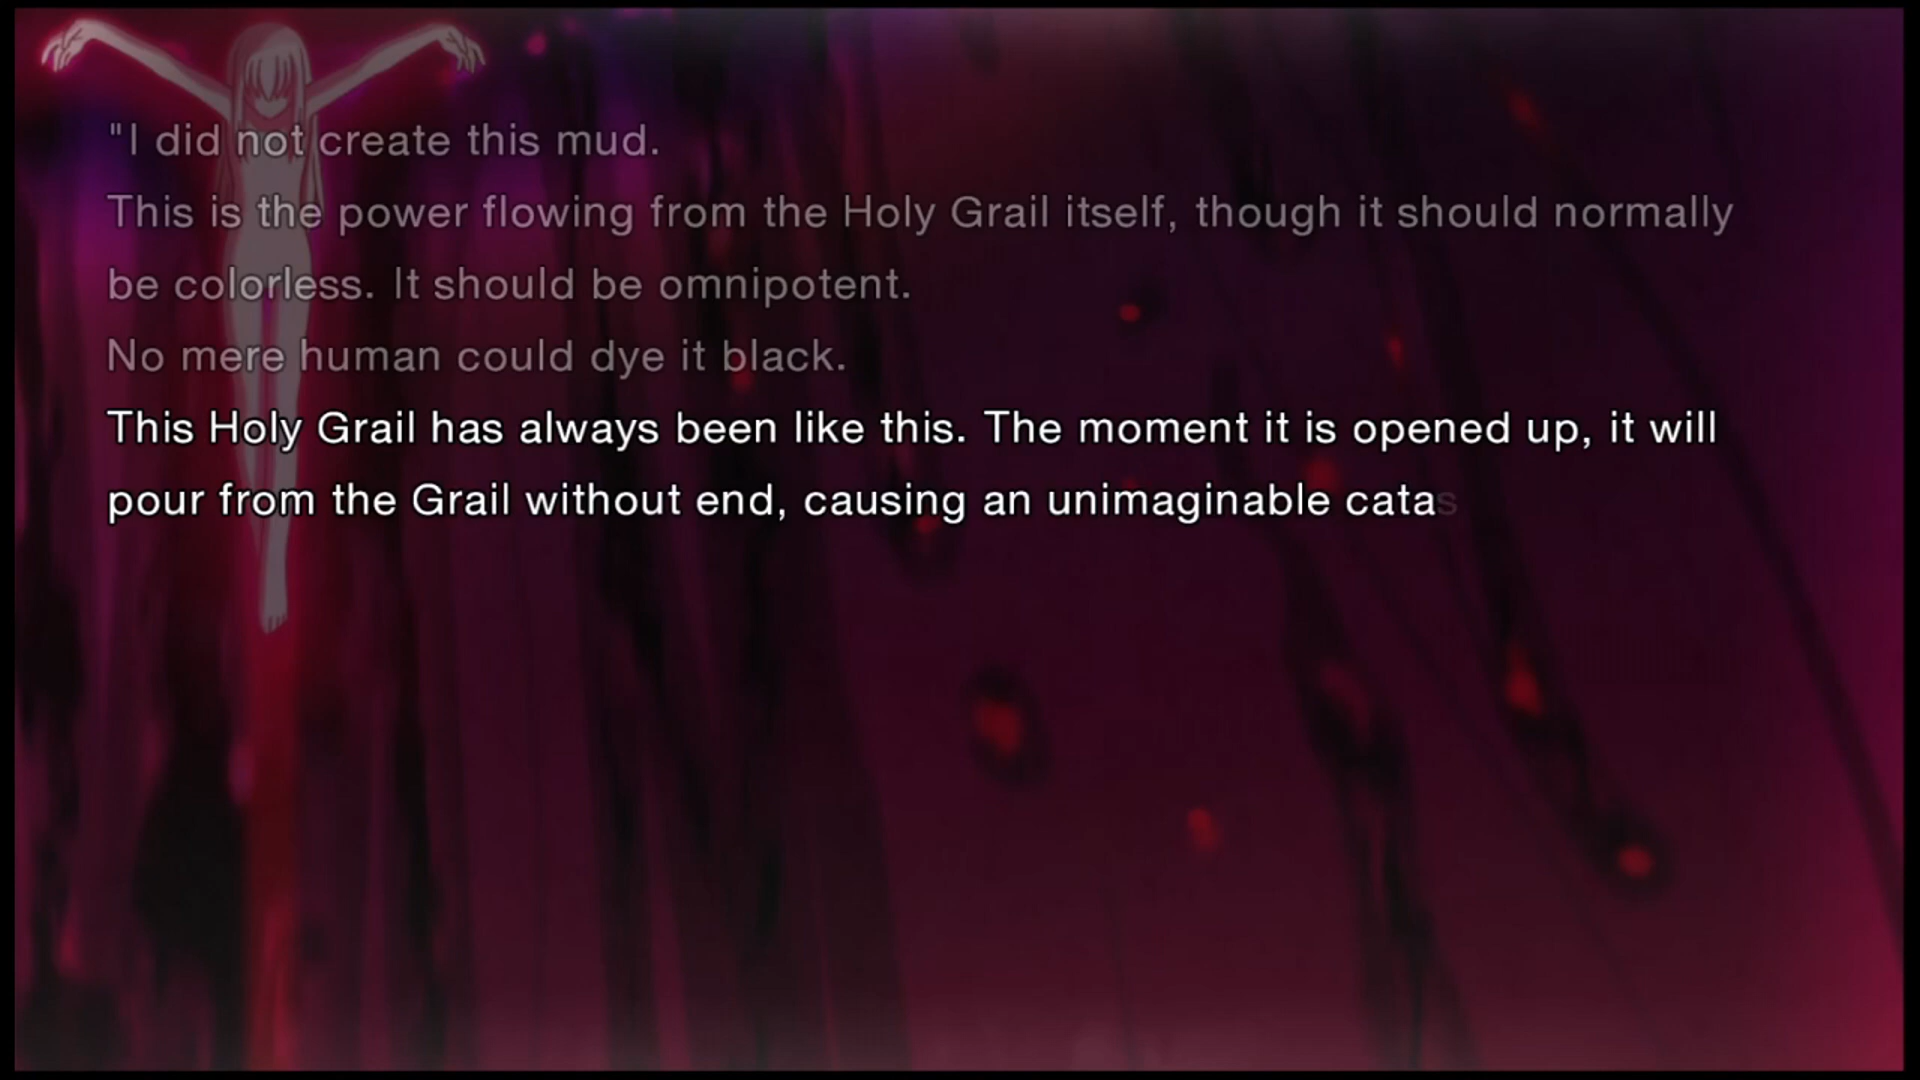 "I did not create this mud.
This is the power flowing from the Holy Grail itself, though it should normally
be colorless. It should be omnipotent.
No mere human could dye it black.
This Holy Grail has always been like this. The moment it is opened up, it will
pour from the Grail without end, causing an unimaginable catas